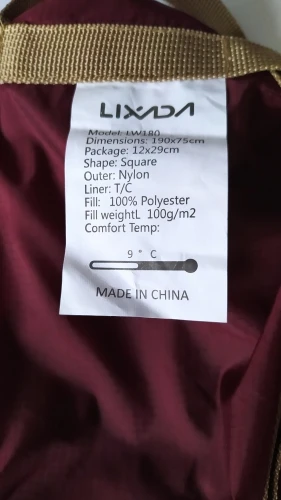 LIXADA
Model: LW180
Dimensions: 190x75cm
Package: 12x29cm
Shape: Square
Outer: Nylon
Liner: T/C
Fill: 100% Polyester
Fill weightL 100g/m2
Comfort Temp:
9 ° C
MADE IN CHINA